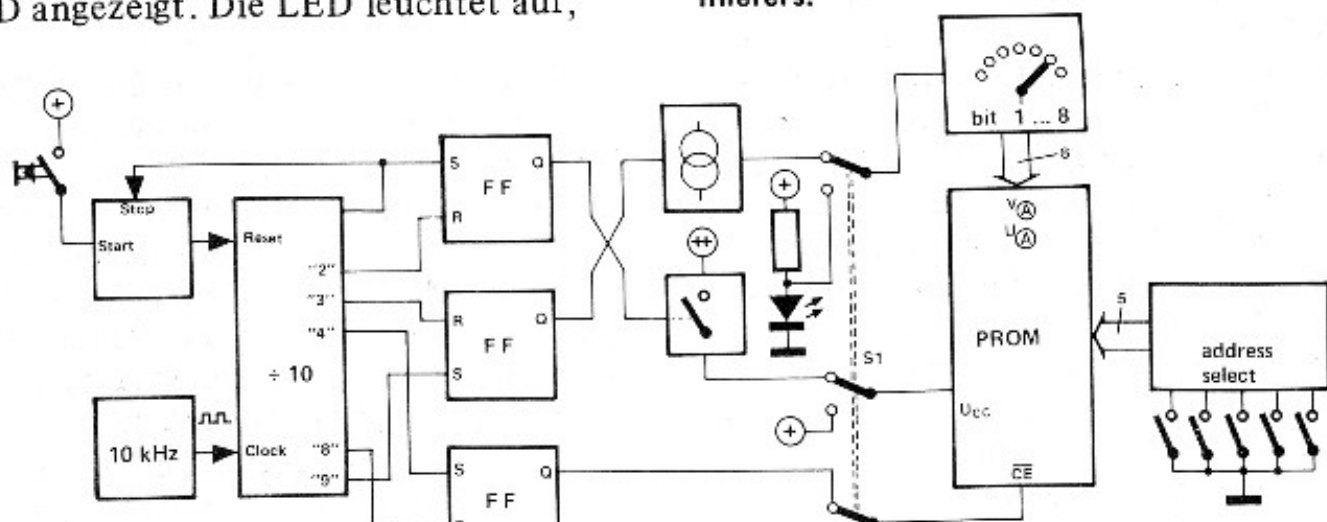 D angezeigt. Die LED leuchtet auf,
bit 1 ... 8
8
S
Q
FF
R
+
++
Stop
Start
Reset
"2"
"3"
"4"
÷ 10
Clock
"8"
"9"
10 kHz
R
Q
FF
S
+
S1
+
S
Q
FF
V A
U A
PROM
UCC
CE
5
address
select